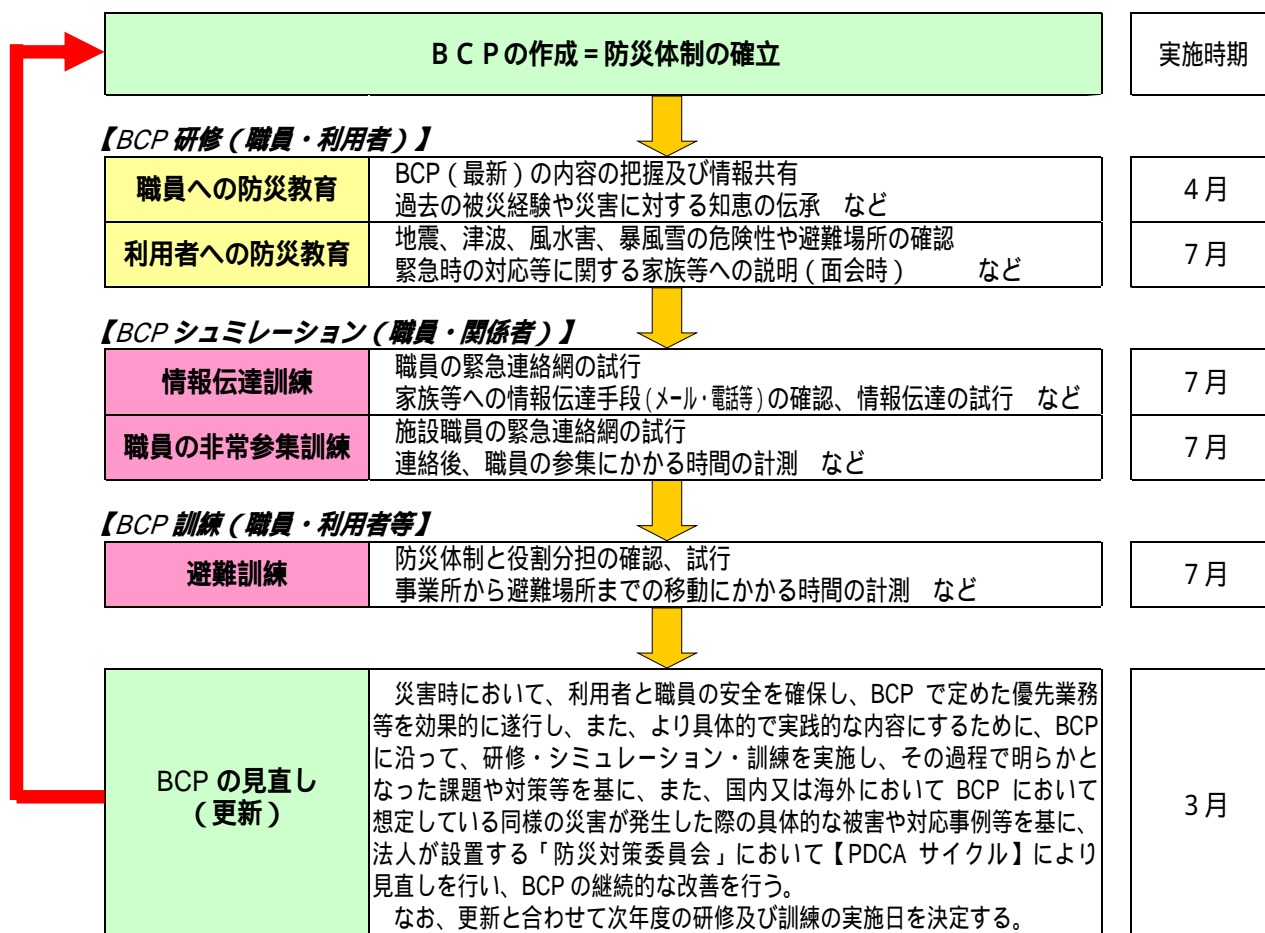 ＢＣＰの作成＝防災体制の確立
実施時期
【BCP 研修（職員・利用者）】
職員への防災教育
BCP（最新）の内容の把握及び情報共有
過去の被災経験や災害に対する知恵の伝承　など
4月
利用者への防災教育
地震、津波、風水害、暴風雪の危険性や避難場所の確認
緊急時の対応等に関する家族等への説明（面会時）　　　など
7月
【BCP シュミレーション（職員・関係者）】
情報伝達訓練
職員の緊急連絡網の試行
家族等への情報伝達手段(メール・電話等)の確認、情報伝達の試行　など
7月
職員の非常参集訓練
施設職員の緊急連絡網の試行
連絡後、職員の参集にかかる時間の計測　など
7月
【BCP 訓練（職員・利用者等】
避難訓練
防災体制と役割分担の確認、試行
事業所から避難場所までの移動にかかる時間の計測　など
7月
BCP の見直し
（更新）
災害時において、利用者と職員の安全を確保し、BCP で定めた優先業務
等を効果的に遂行し、また、より具体的で実践的な内容にするために、BCP
に沿って、研修・シミュレーション・訓練を実施し、その過程で明らかと
なった課題や対策等を基に、また、国内又は海外において BCP において
想定している同様の災害が発生した際の具体的な被害や対応事例等を基に、
法人が設置する「防災対策委員会」において【PDCA サイクル】により
見直しを行い、BCP の継続的な改善を行う。
なお、更新と合わせて次年度の研修及び訓練の実施日を決定する。
3月